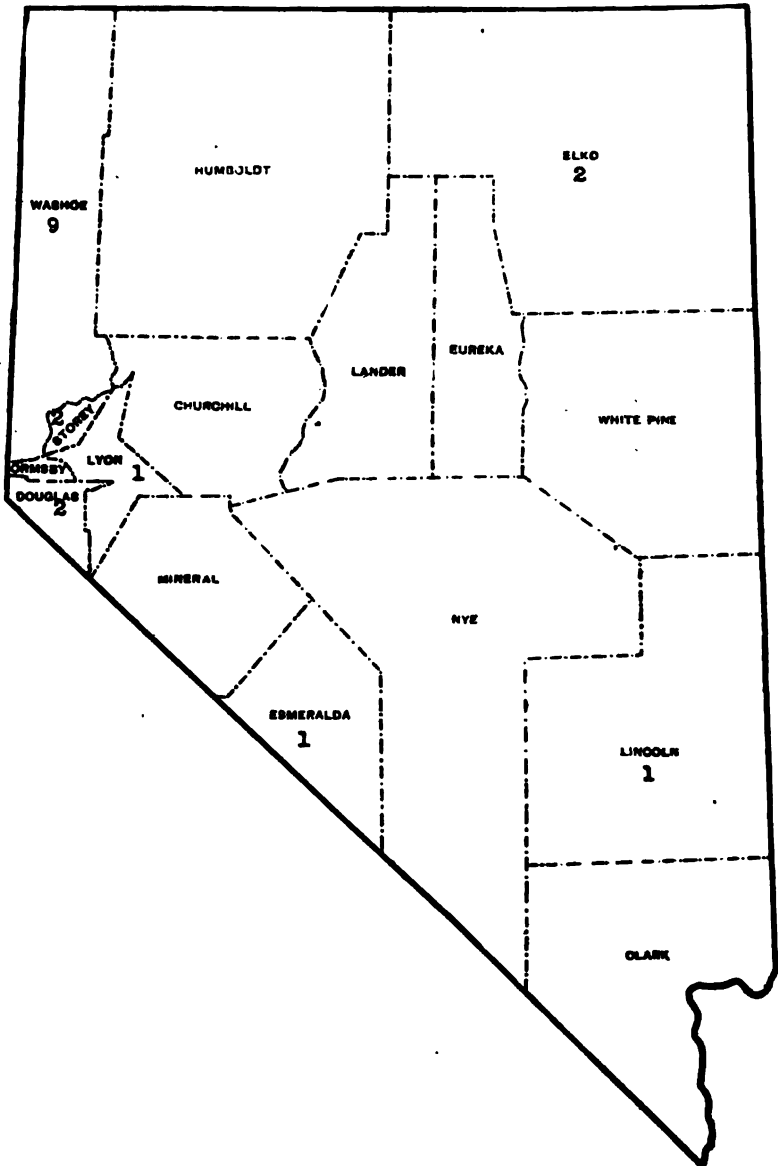 HUMBOLDT
ELKO
2
WASHOE
9
EUREKA
LANDER
CHURCHILL
WHITE PINE
2
STOREY
LYON
1
ORMSBY
DOUGLAS
2
MINERAL
NYE
ESMERALDA
1
LINCOLN
1
CLARK